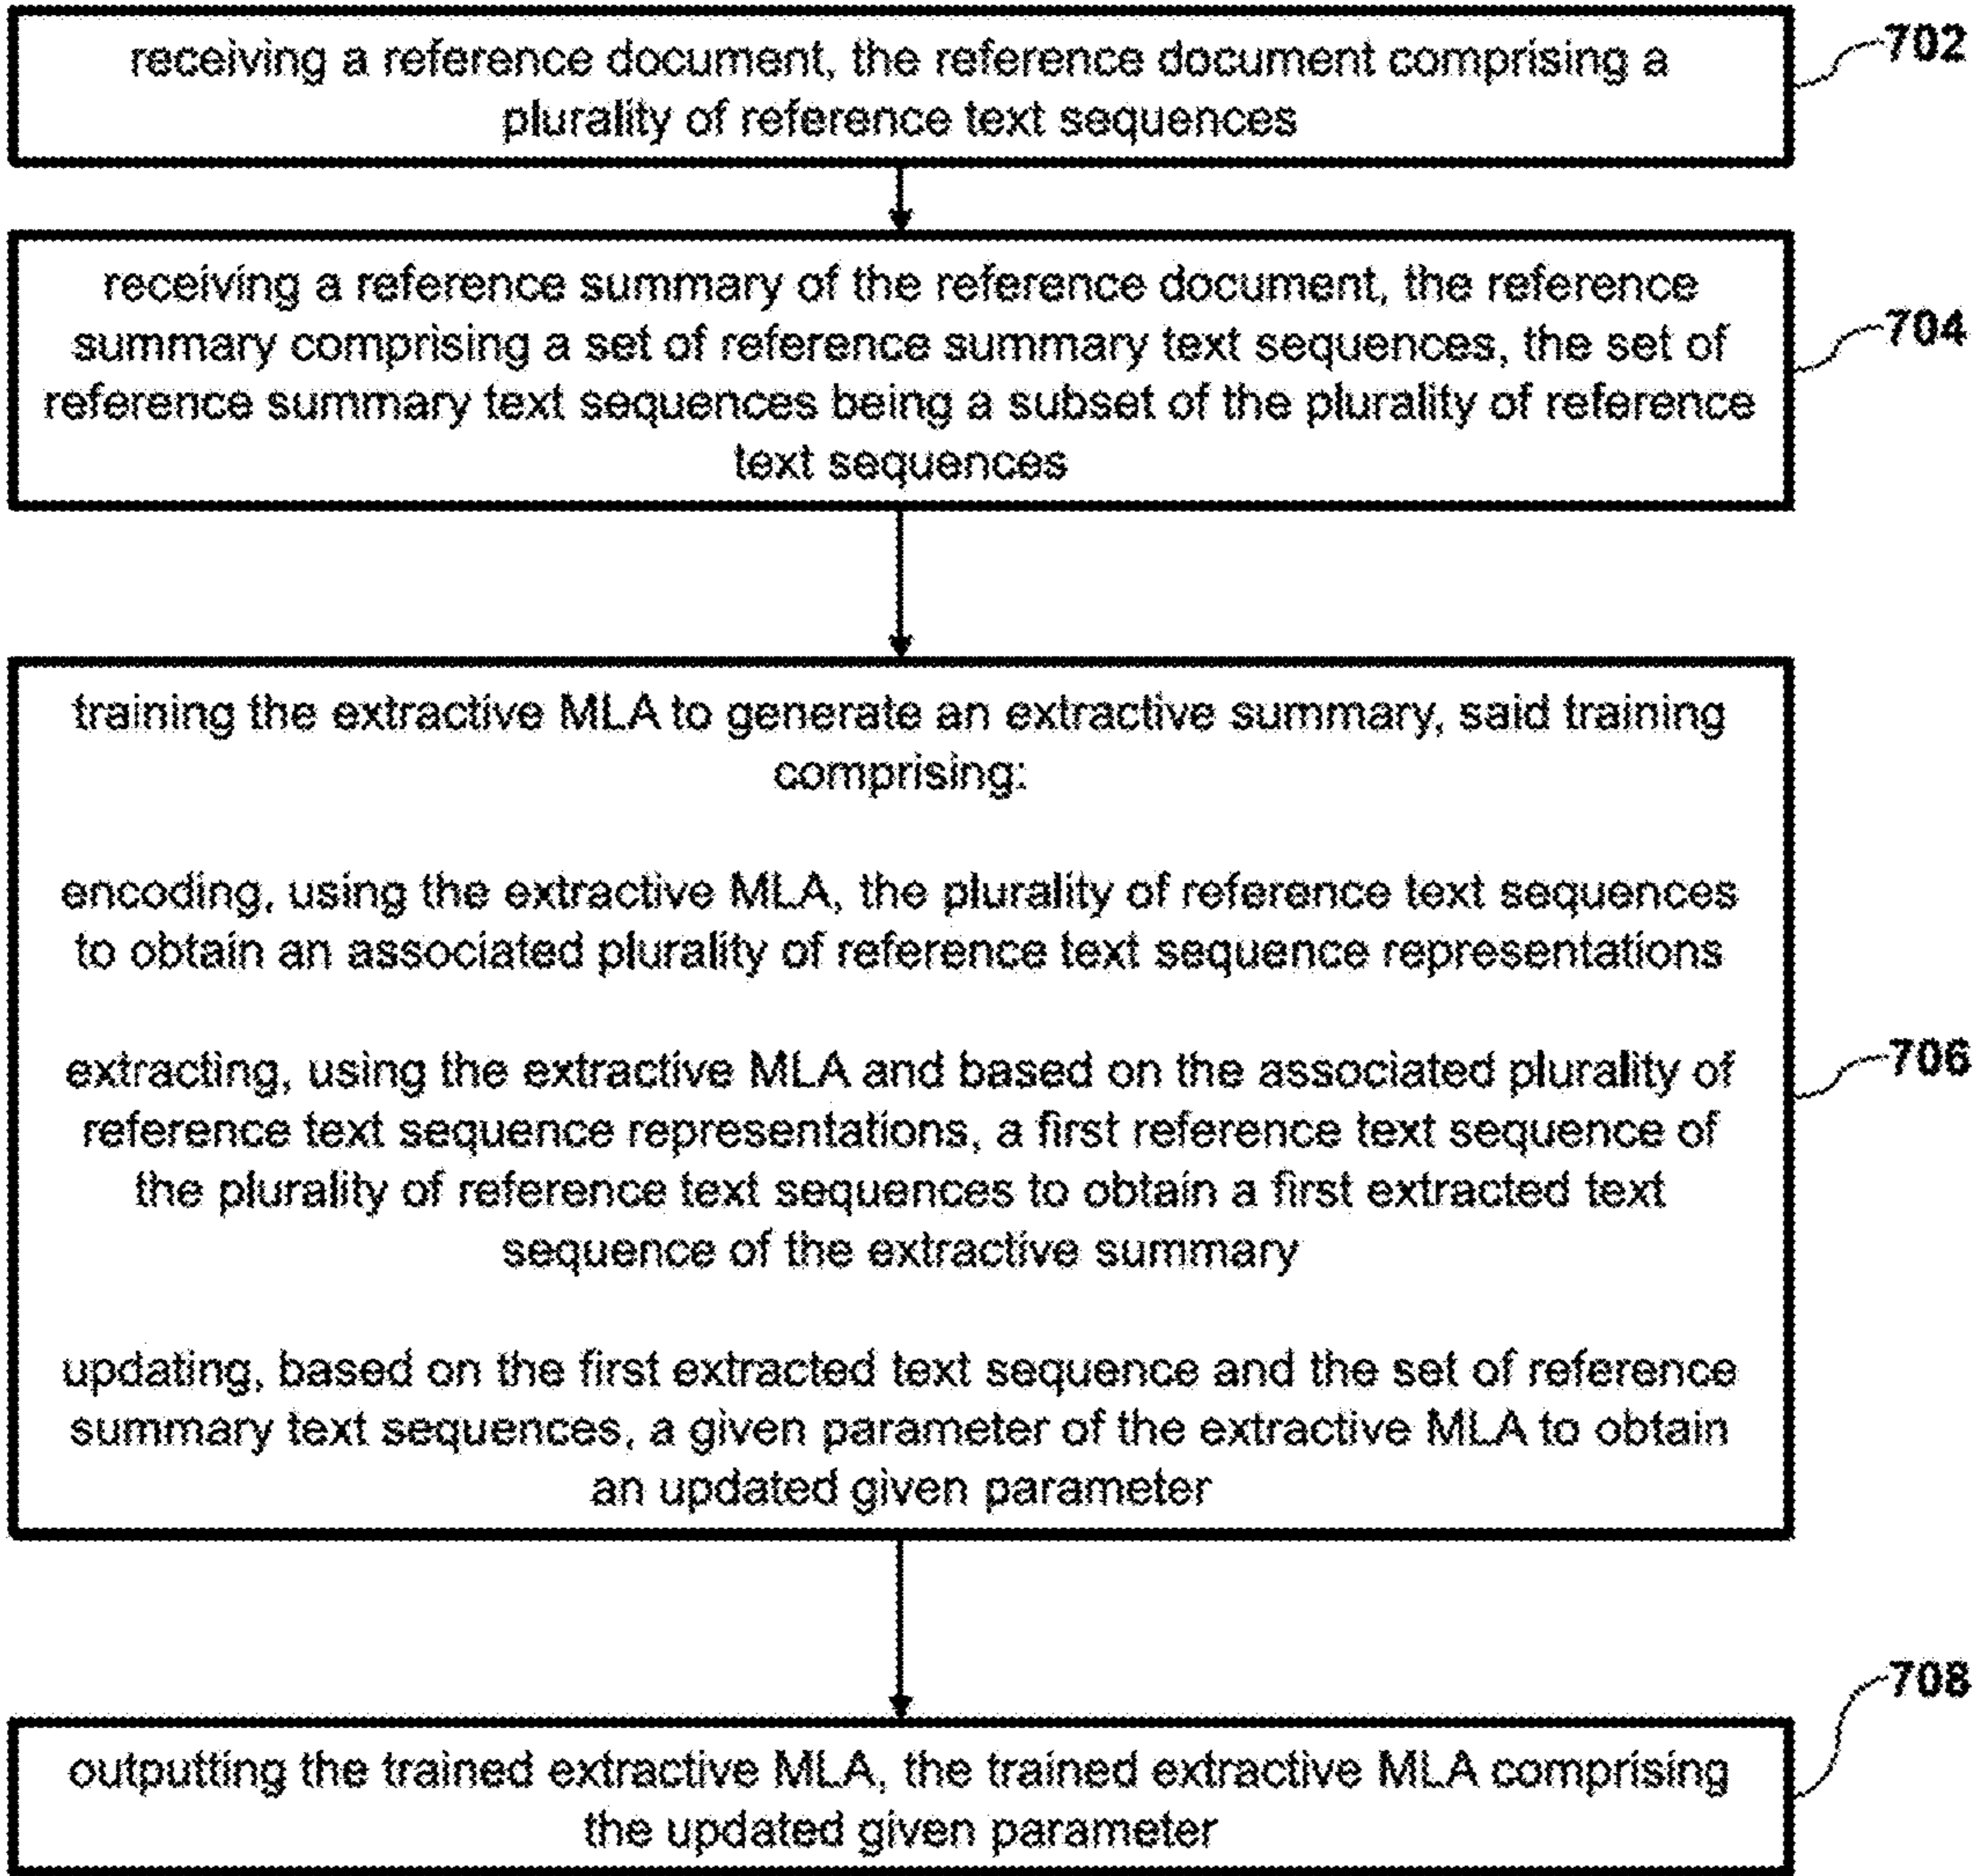 receiving a reference document, the reference document comprising a
plurality of reference text sequences
702
receiving a reference summary of the reference document, the reference
summary comprising a set of reference summary text sequences, the set of
reference summary text sequences being a subset of the plurality of reference
text sequences
704
training the extractive MLA to generate an extractive summary, said training
comprising:
encoding, using the extractive MLA, the plurality of reference text sequences
to obtain an associated plurality of reference text sequence representations
extracting, using the extractive MLA and based on the associated plurality of
reference text sequence representations, a first reference text sequence of
the plurality of reference text sequences to obtain a first extracted text
sequence of the extractive summary
updating, based on the first extracted text sequence and the set of reference
summary text sequences, a given parameter of the extractive MLA to obtain
an updated given parameter
706
outputting the trained extractive MLA, the trained extractive MLA comprising
the updated given parameter
708